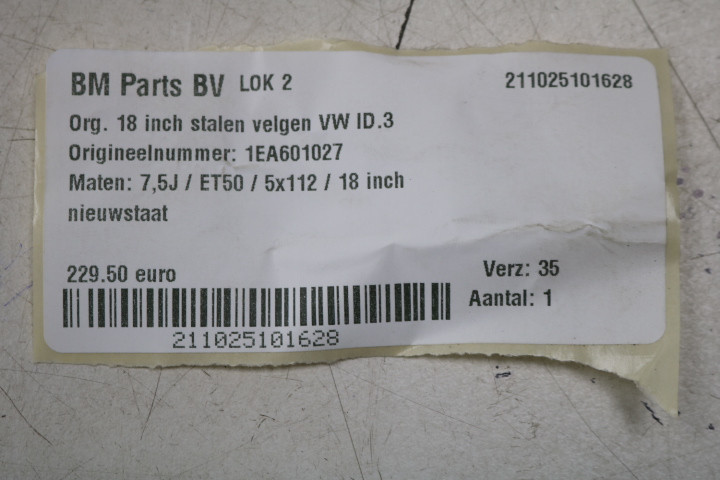 BM Parts BV LOK 2 211025101628
Org. 18 inch stalen velgen VW ID.3
Origineelnummer: 1EA601027
Maten: 7,5J / ET50 / 5x112 / 18 inch
nieuwstaat
229.50 euro Verz: 35
Aantal: 1
211025101628